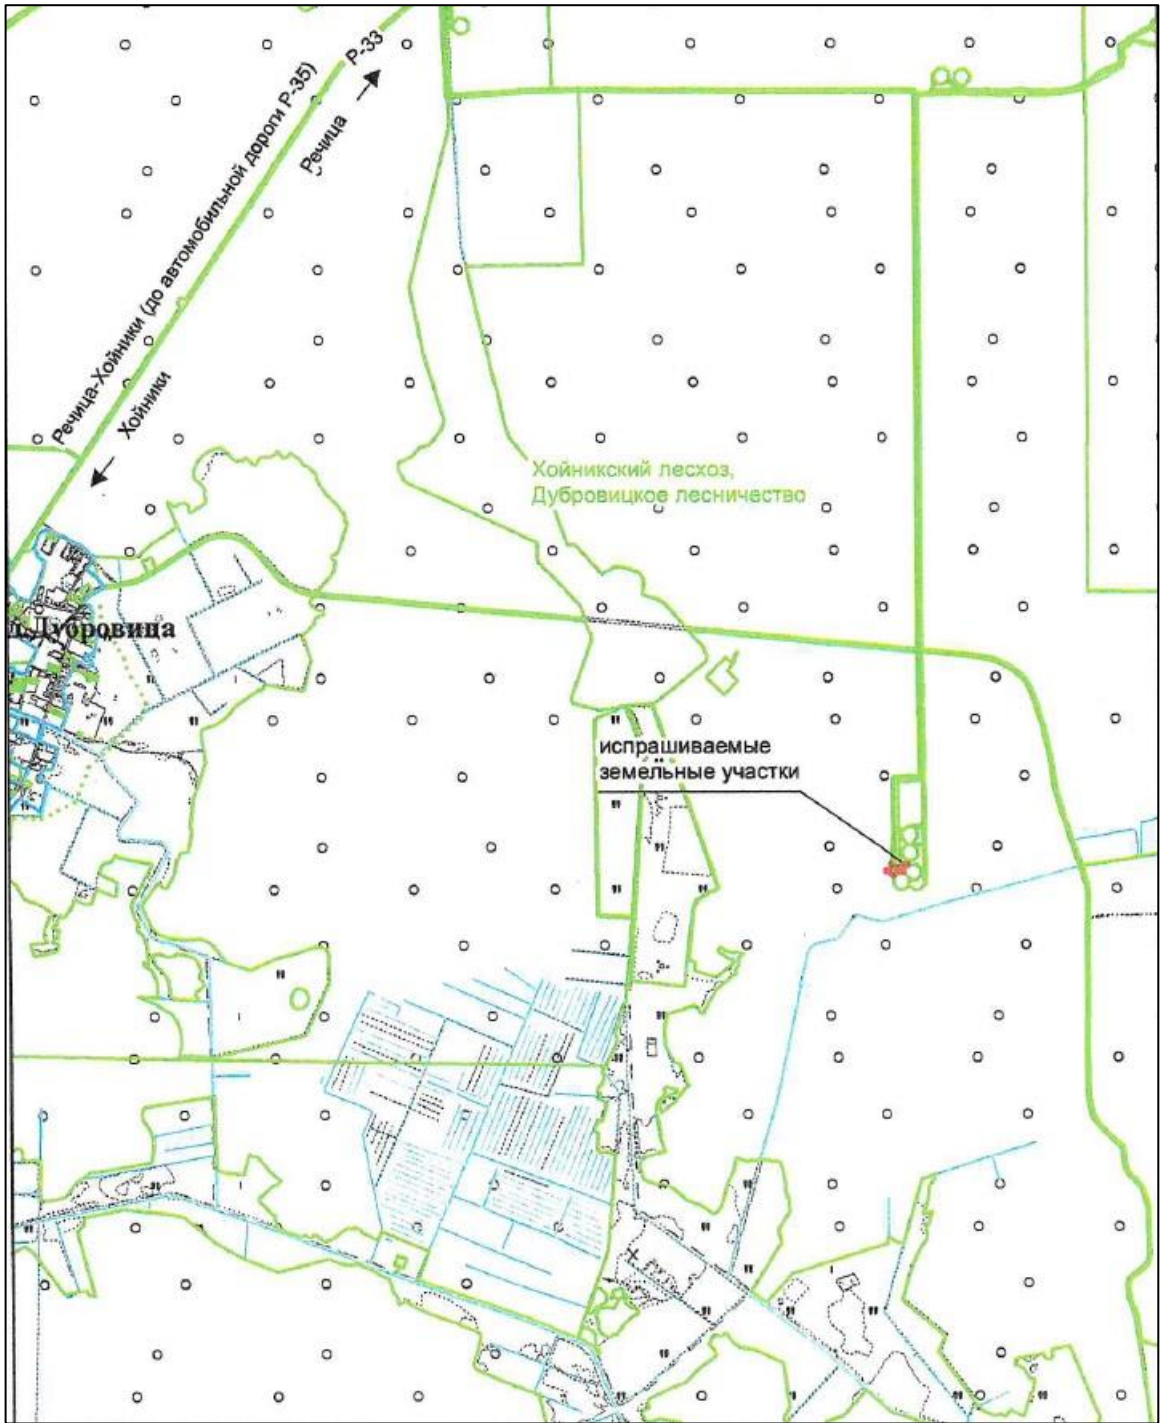 Р-33
Речица-Хойники (до автомобильной дороги Р-35)
Речица
Хойники
Хойникский лесхоз,
Дубровицкое лесничество
д.Дубровица
испрашиваемые
земельные участки